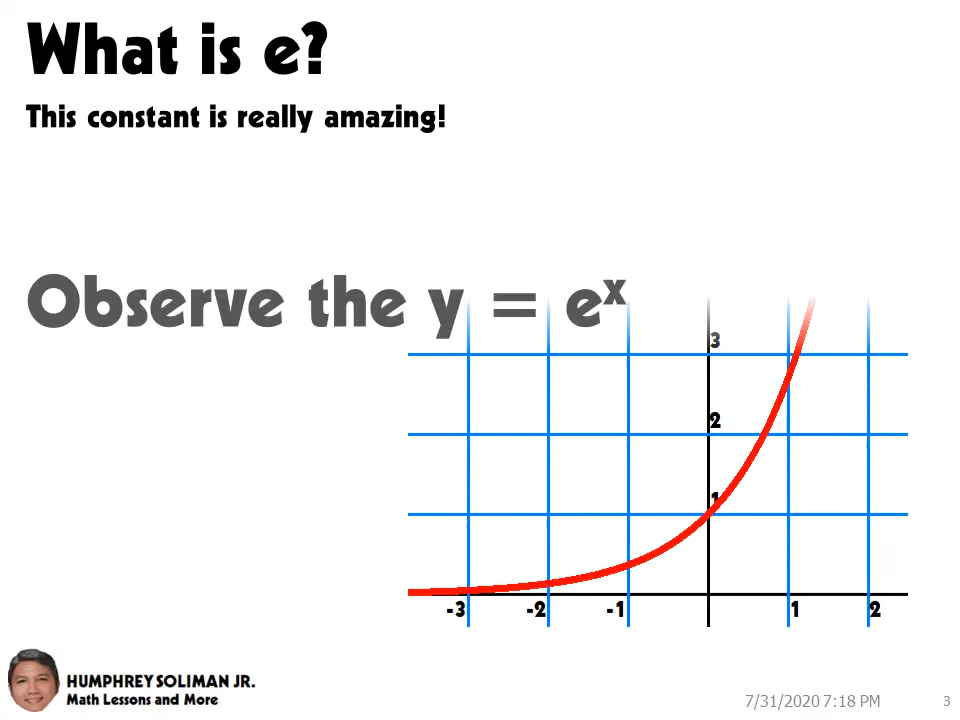 What is e?
This constant is really amazing!
Observe the y = eˣ
3
2
1
-3 -2 -1 1 2
HUMPHREY SOLIMAN JR.
Math Lessons and More
7/31/2020 7:18 PM 3